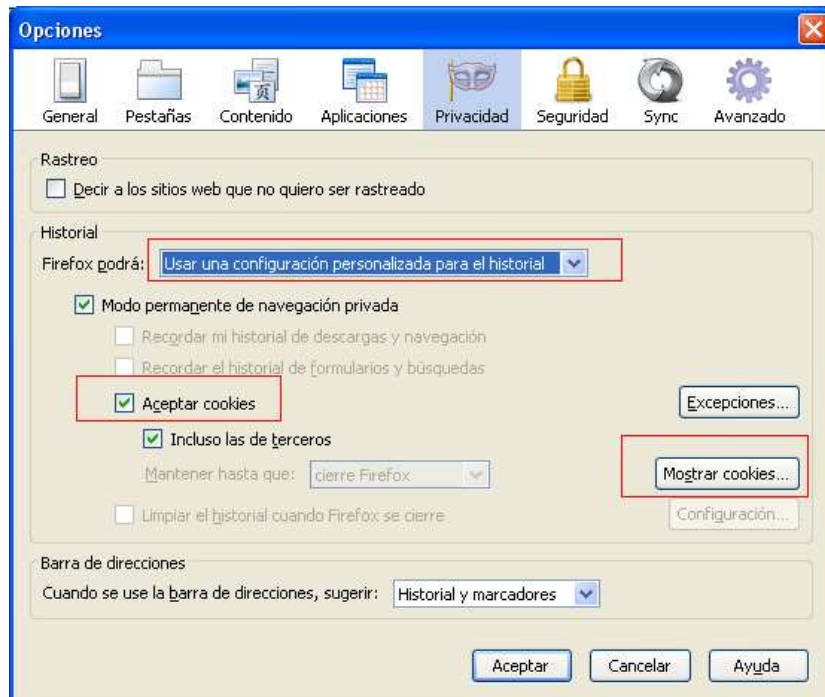 Opciones
General Pestañas Contenido Aplicaciones Privacidad Seguridad Sync Avanzado
Rastreo
Decir a los sitios web que no quiero ser rastreado
Historial
Firefox podrá: Usar una configuración personalizada para el historial
Modo permanente de navegación privada
Recordar mi historial de descargas y navegación
Recordar el historial de formularios y búsquedas
Aceptar cookies Excepciones...
Incluso las de terceros
Mantener hasta que: cierre Firefox Mostrar cookies...
Limpiar el historial cuando Firefox se cierre Configuración...
Barra de direcciones
Cuando se use la barra de direcciones, sugerir: Historial y marcadores
Aceptar Cancelar Ayuda